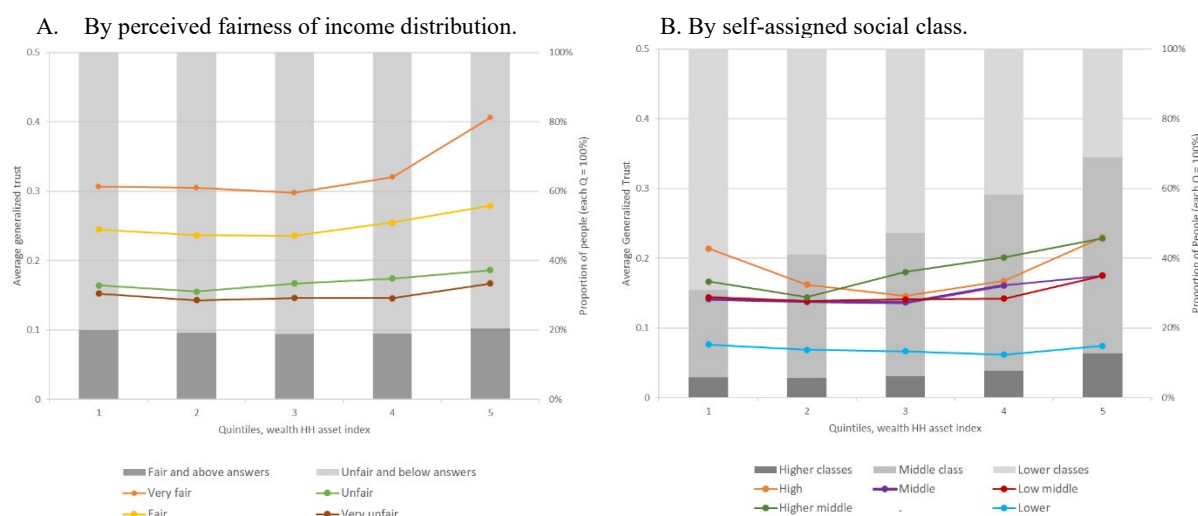 A. By perceived fairness of income distribution.
0.5
0.4
0.3
0.2
0.1
0
Average generalized trust
100%
80%
60%
40%
20%
0%
Proportion of people (each Q = 100%)
1 2 3 4 5
Quintiles, wealth HH asset index
Fair and above answers Unfair and below answers
Very fair Unfair
Fair Very unfair
B. By self-assigned social class.
0.5
0.4
0.3
0.2
0.1
0
Average Generalized Trust
100%
80%
60%
40%
20%
0%
Proportion of People (each Q = 100%)
1 2 3 4 5
Quintiles, wealth HH asset index
Higher classes Middle class Lower classes
High Middle Low middle
Higher middle . Lower